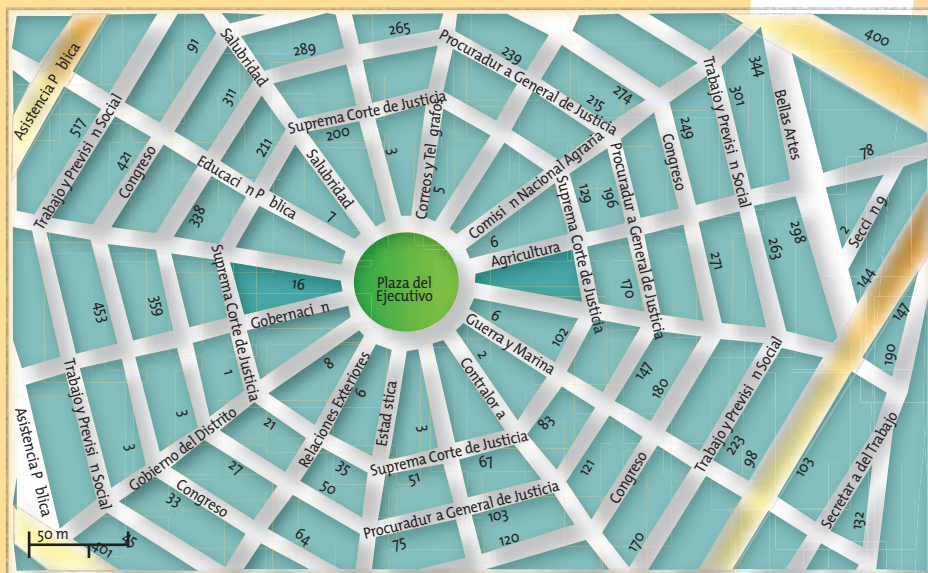 265
400
289
239
91
Salubridad
Procuradur a General de Justicia
Asistencia P blica
344
311
274
215
Trabajo y Previsi n Social
301
Bellas Artes
517
Trabajo y Previsi n Social
Suprema Corte de Justicia
200
249
421
Congreso
211
3
Correos y Tel grafos
5
Comisi n Nacional Agraria
Procuradur a General de Justicia
Congreso
78
Educaci n P blica
Salubridad
7
Suprema Corte de Justicia
129
196
338
6
Agricultura
298
2
Secci n 9
263
271
Suprema Corte de Justicia
16
Plaza del
Ejecutivo
170
144
147
Gobernaci n
453
359
6
Guerra y Marina
102
190
Trabajo y Previsi n Social
1
8
Relaciones Exteriores
6
2
Contralor a
147
180
Trabajo y Previsi n Social
Asistencia P blica
3
3
Gobierno del Distrito
21
Estad stica
3
83
223
98
27
35
Suprema Corte de Justicia
67
121
Congreso
103
Secretar a del Trabajo
33
Congreso
50
51
Procuradur a General de Justicia
103
132
50 m
401
45
64
75
120
170